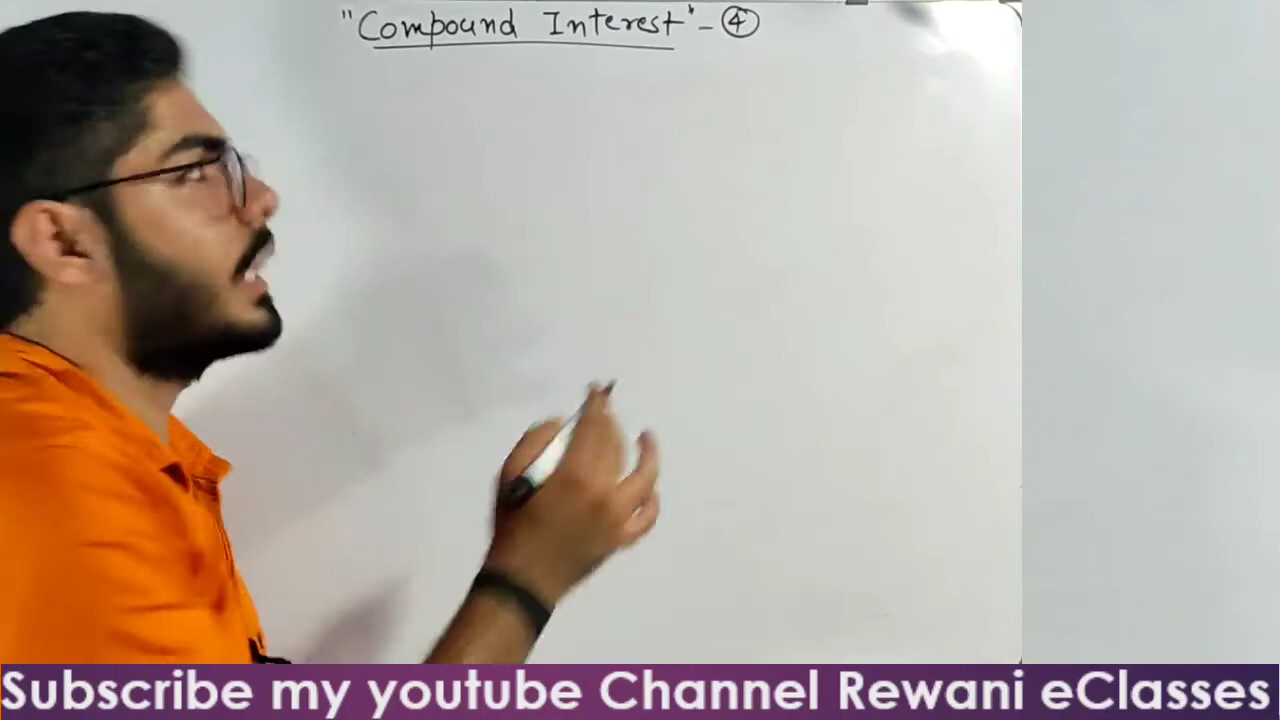 "Compound Interest" - ④
Subscribe my youtube Channel Rewani eClasses